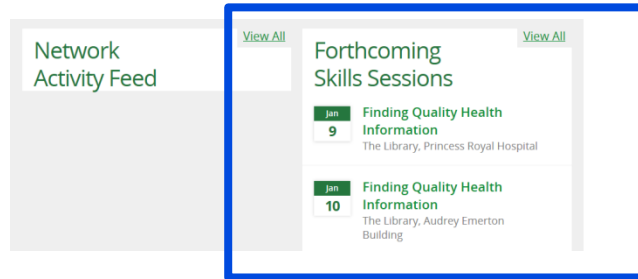 View All
Network
Activity Feed
View All
Forthcoming
Skills Sessions
Jan
9
Finding Quality Health
Information
The Library, Princess Royal Hospital
Jan
10
Finding Quality Health
Information
The Library, Audrey Emerton
Building